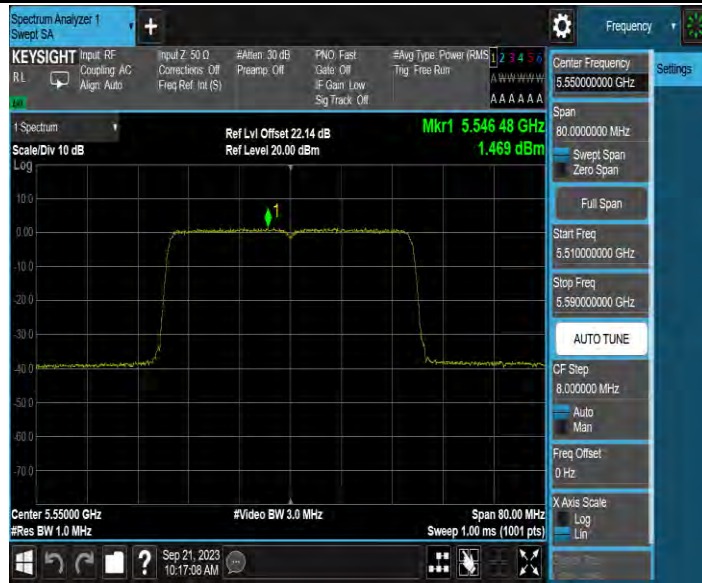 Spectrum Analyzer 1
Swept SA
+
Frequency
KEYSIGHT
RL
Input: RF
Coupling: AC
Align: Auto
Input Z: 50 Ω
Corrections: Off
Freq Ref: Int (S)
#Atten: 30 dB
Preamp: Off
PNO: Fast
Gate: Off
IF Gain: Low
Sig Track: Off
#Avg Type: Power (RMS
Trig: Free Run
1 2 3 4 5 6
A W W W W W
A A A A A A
1 Spectrum
Scale/Div 10 dB
Log
Ref Lvl Offset 22.14 dB
Ref Level 20.00 dBm
Mkr1 5.546 48 GHz
1.469 dBm
10.0
0.00
-10.0
-20.0
-30.0
-40.0
-50.0
-60.0
-70.0
1
Center 5.55000 GHz
#Res BW 1.0 MHz
#Video BW 3.0 MHz
Span 80.00 MHz
Sweep 1.00 ms (1001 pts)
Sep 21, 2023
10:17:08 AM
Center Frequency
5.550000000 GHz
Settings
Span
80.0000000 MHz
Swept Span
Zero Span
Full Span
Start Freq
5.510000000 GHz
Stop Freq
5.590000000 GHz
AUTO TUNE
CF Step
8.000000 MHz
Auto
Man
Freq Offset
0 Hz
X Axis Scale
Log
Lin